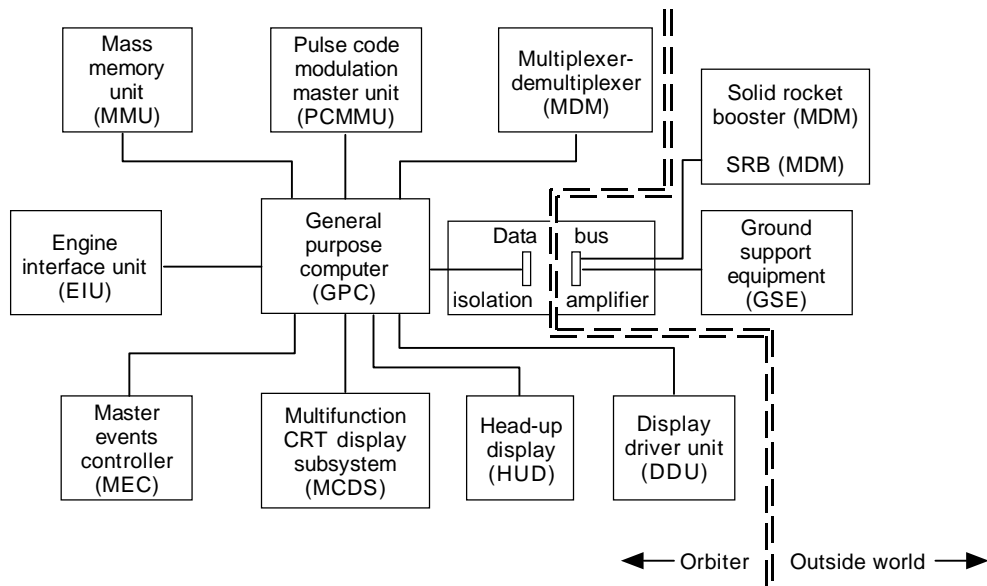 Mass
memory
unit
(MMU)
Pulse code
modulation
master unit
(PCMMU)
Multiplexer-
demultiplexer
(MDM)
Solid rocket
booster (MDM)
SRB (MDM)
Engine
interface unit
(EIU)
General
purpose
computer
(GPC)
Data bus
isolation amplifier
Ground
support
equipment
(GSE)
Master
events
controller
(MEC)
Multifunction
CRT display
subsystem
(MCDS)
Head-up
display
(HUD)
Display
driver unit
(DDU)
Orbiter
Outside world